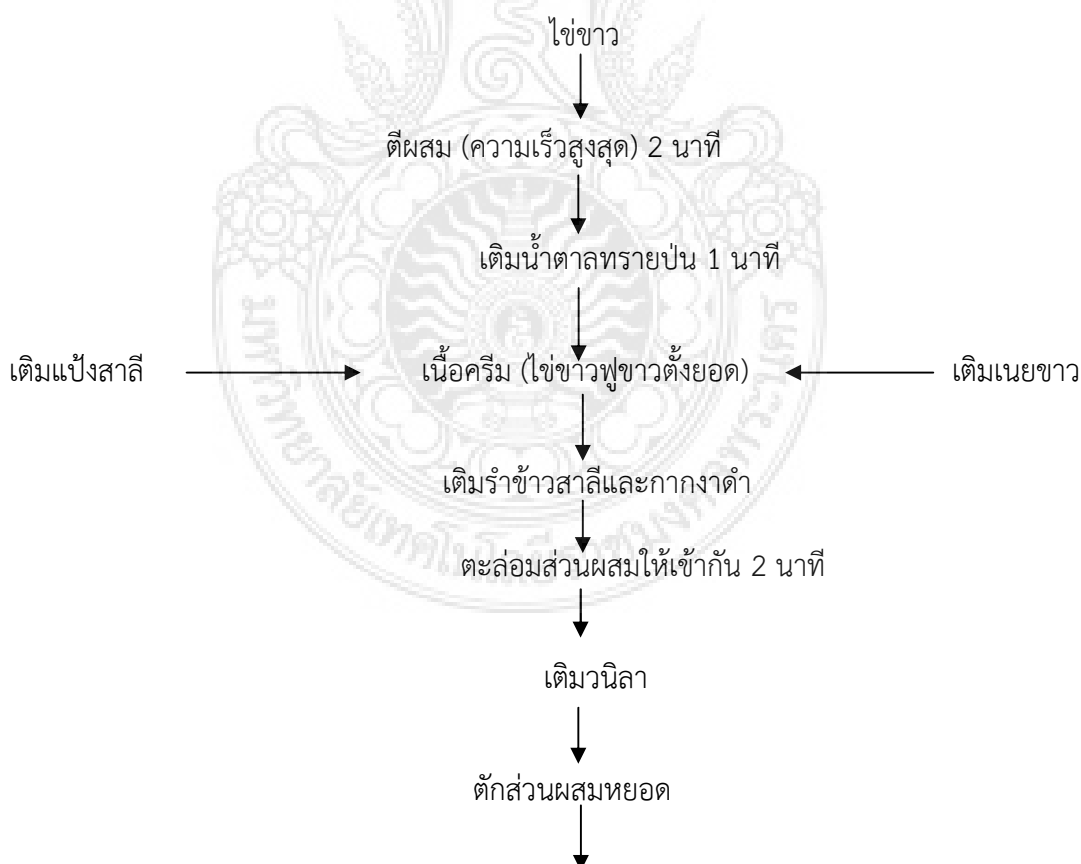 ไข่ขาว
ตีผสม (ความเร็วสูงสุด) 2 นาที
เติมน้ำตาลทรายป่น 1 นาที
เติมแป้งสาลี เนื้อครีม (ไข่ขาวฟูขาวตั้งยอด) เติมเนยขาว
เติมรำข้าวสาลีและกากงาดำ
ตะล่อมส่วนผสมให้เข้ากัน 2 นาที
เติมวนิลา
ตักส่วนผสมหยอด